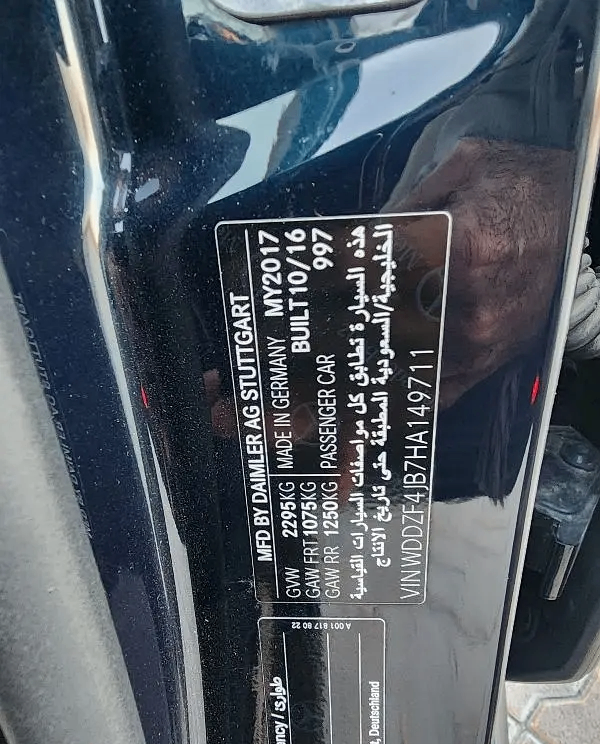 MFD BY DAIMLER AG STUTTGART
GVW 2295KG MADE IN GERMANY MY2017
GAW FRT 1075KG BUILT 10/16
GAW RR 1250KG PASSENGER CAR 997
هذه السيارة تطابق كل مواصفات السيارات القياسية
الخليجية/السعودية المطبقة حتى تاريخ الانتاج
VIN WDDZF4JB7HA149711
A 001 817 80 22
ncy / طوارئ
Deutschland